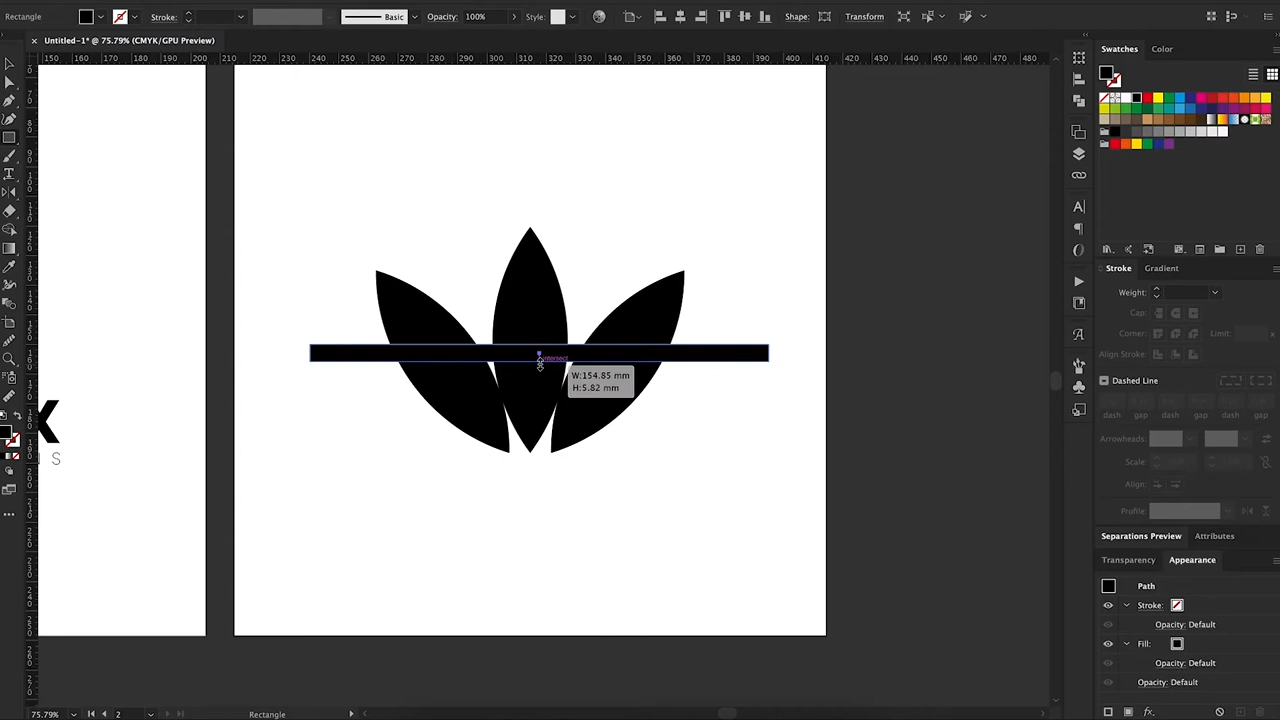 Rectangle Stroke: Basic Opacity: 100% Style: Shape: Transform
× Untitled-1* @ 75.79% (CMYK/GPU Preview)
150 160 170 180 190 200 210 220 230 240 250 260 270 280 290 300 310 320 330 340 350 360 370 380 390 400 410 420 430 440 450 460 470 480
Swatches Color
intersect
W:154.85 mm
H:5.82 mm
X
S
Stroke Gradient
Weight:
Cap:
Corner: Limit:
Align Stroke:
Dashed Line
dash gap dash gap dash gap
Arrowheads:
Scale:
Align:
Profile:
Separations Preview Attributes
Transparency Appearance
Path
Stroke:
Opacity: Default
Fill:
Opacity: Default
Opacity: Default
fx
75.79% 2 Rectangle